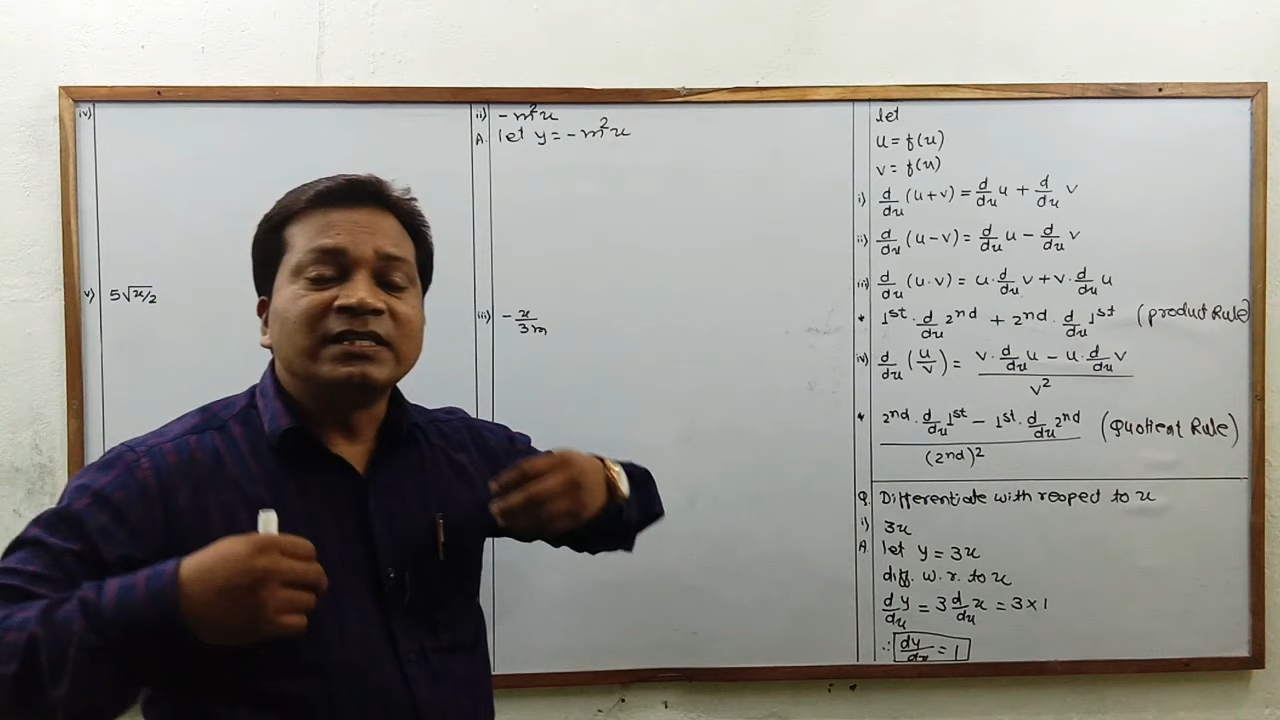 iv)
v) 5√x/2
ii) -m²x
A. let y = -m²x
iii) -x/3m
let
u = f(x)
v = f(x)
i) d/dx (u+v) = d/dx u + d/dx v
ii) d/dx (u-v) = d/dx u - d/dx v
iii) d/dx (u·v) = u·d/dx v + v·d/dx u
* 1st · d/dx 2nd + 2nd · d/dx 1st (product Rule)
iv) d/dx (u/v) = (v·d/dx u - u·d/dx v)/v²
* (2nd · d/dx 1st - 1st · d/dx 2nd)/(2nd)² (Quotient Rule)
Q. Differentiate with respect to x
i) 3x
A. let y = 3x
diff. w.r. to x
dy/dx = 3 d/dx x = 3×1
∴ dy/dx = 1